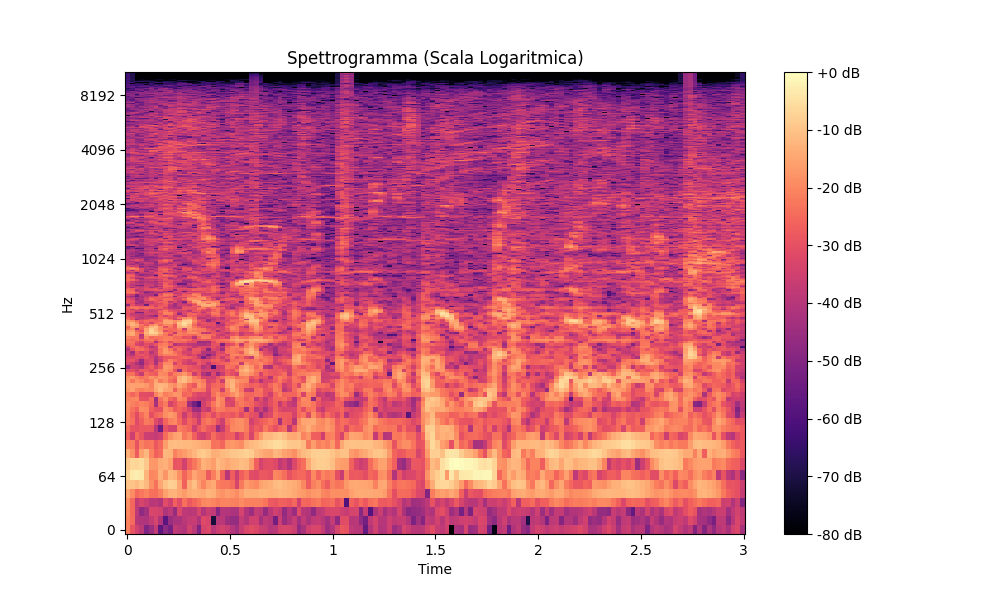 Spettrogramma (Scala Logaritmica)
Hz
8192
4096
2048
1024
512
256
128
64
0
0 0.5 1 1.5 2 2.5 3
Time
+0 dB
-10 dB
-20 dB
-30 dB
-40 dB
-50 dB
-60 dB
-70 dB
-80 dB